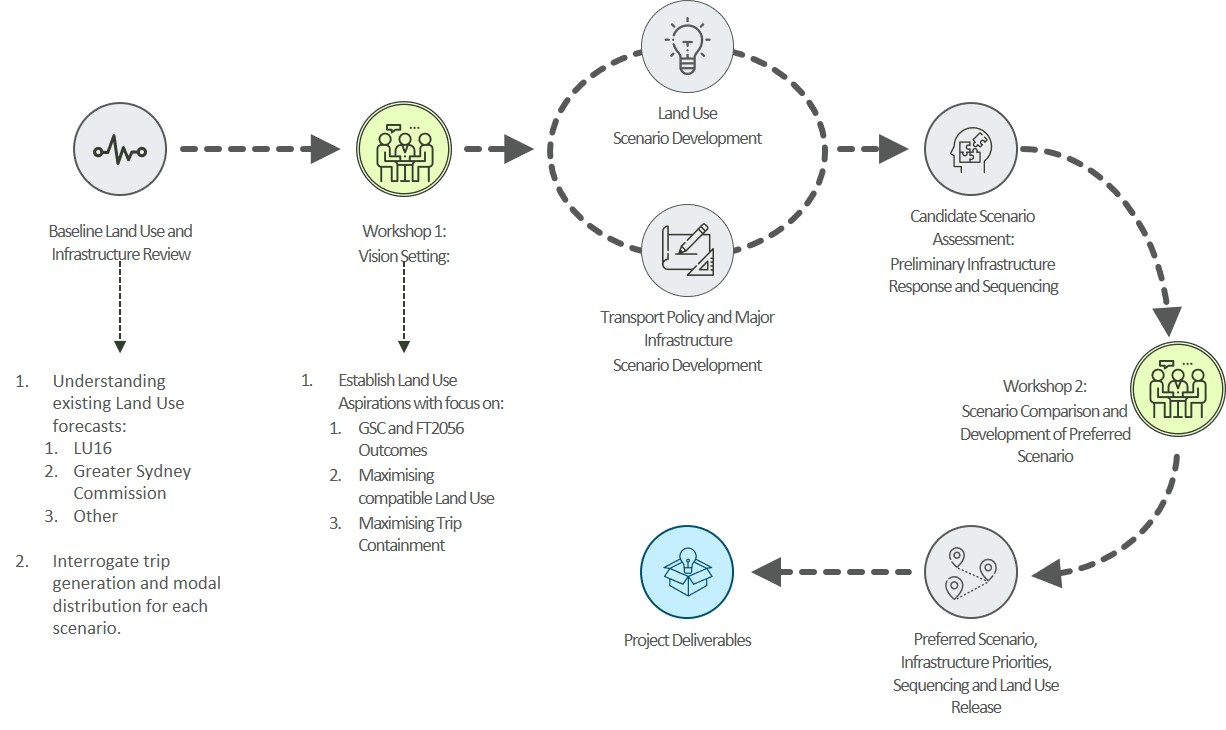 Baseline Land Use and
Infrastructure Review
1. Understanding
existing Land Use
forecasts:
1. LU16
2. Greater Sydney
Commission
3. Other
2. Interrogate trip
generation and modal
distribution for each
scenario.
Workshop 1:
Vision Setting:
1. Establish Land Use
Aspirations with focus on:
1. GSC and FT2056
Outcomes
2. Maximising
compatible Land Use
3. Maximising Trip
Containment
Land Use
Scenario Development
Transport Policy and Major
Infrastructure
Scenario Development
Candidate Scenario
Assessment:
Preliminary Infrastructure
Response and Sequencing
Workshop 2:
Scenario Comparison and
Development of Preferred
Scenario
Preferred Scenario,
Infrastructure Priorities,
Sequencing and Land Use
Release
Project Deliverables